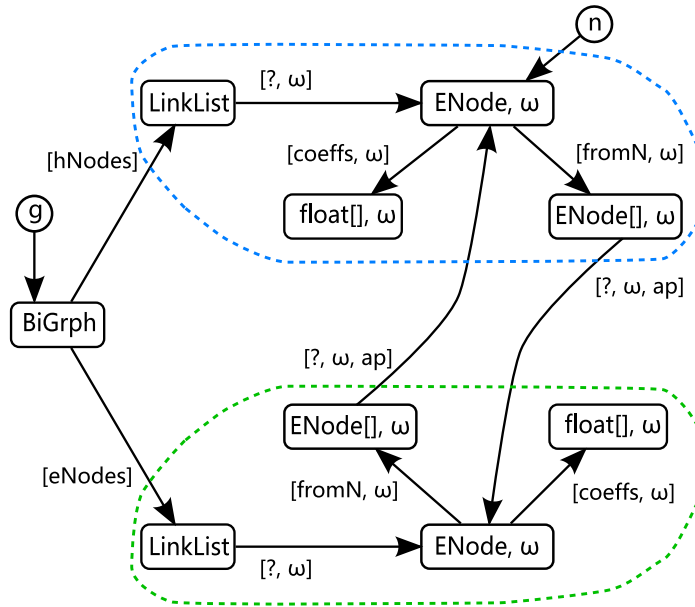 n
[?, ω]
LinkList
ENode, ω
[hNodes]
[coeffs, ω]
[fromN, ω]
g
float[], ω
ENode[], ω
[?, ω, ap]
BiGrph
[?, ω, ap]
ENode[], ω
float[], ω
[eNodes]
[fromN, ω]
[coeffs, ω]
LinkList
ENode, ω
[?, ω]